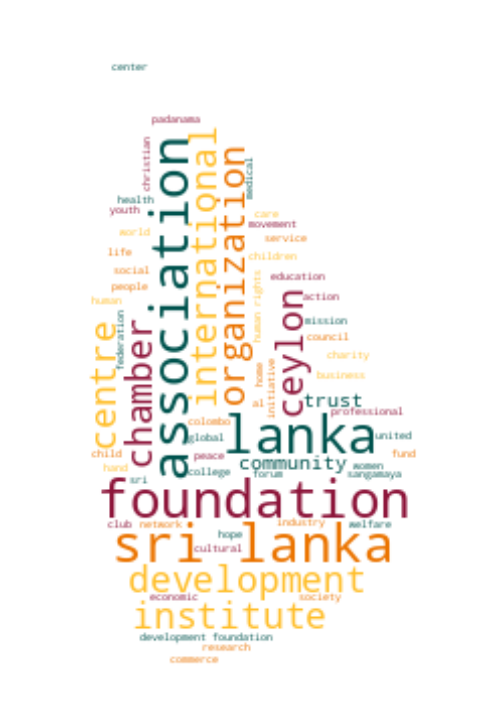 center
padanama
christian
association
international
organization
medical
health
youth
care
movement
world
service
life
children
social
people
education
human
human rights
action
federation
centre
chamber
ceylon
mission
council
charity
home
initiative
business
al
trust
professional
colombo
lanka
global
united
child
peace
community
women
fund
hand
college
forum
sangamaya
sri
foundation
club
network
industry
welfare
hope
sri lanka
cultural
development
economic
society
institute
development foundation
research
commerce